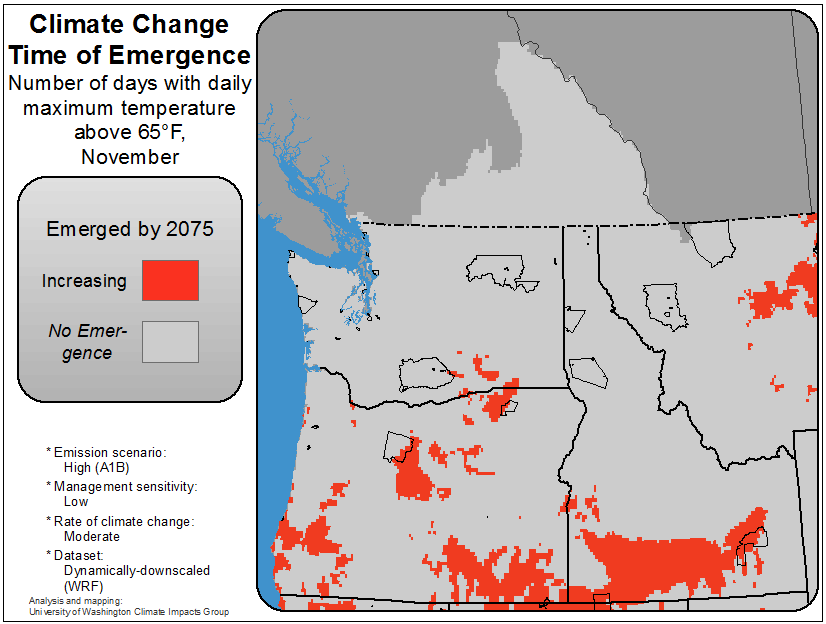 Climate Change
Time of Emergence
Number of days with daily
maximum temperature
above 65°F,
November
Emerged by 2075
Increasing
No Emer-
gence
* Emission scenario:
High (A1B)
* Management sensitivity:
Low
* Rate of climate change:
Moderate
* Dataset:
Dynamically-downscaled
(WRF)
Analysis and mapping:
University of Washington Climate Impacts Group